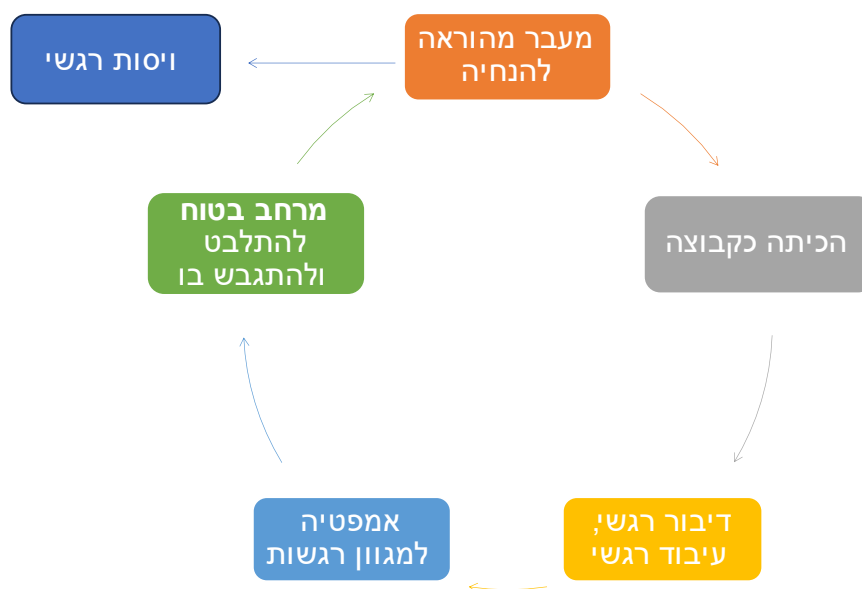 מעבר מהוראה
להנחיה
ויסות רגשי
הכיתה כקבוצה
דיבור רגשי,
עיבוד רגשי
אמפטיה
למגוון רגשות
מרחב בטוח
להתלבט
ולהתגבש בו